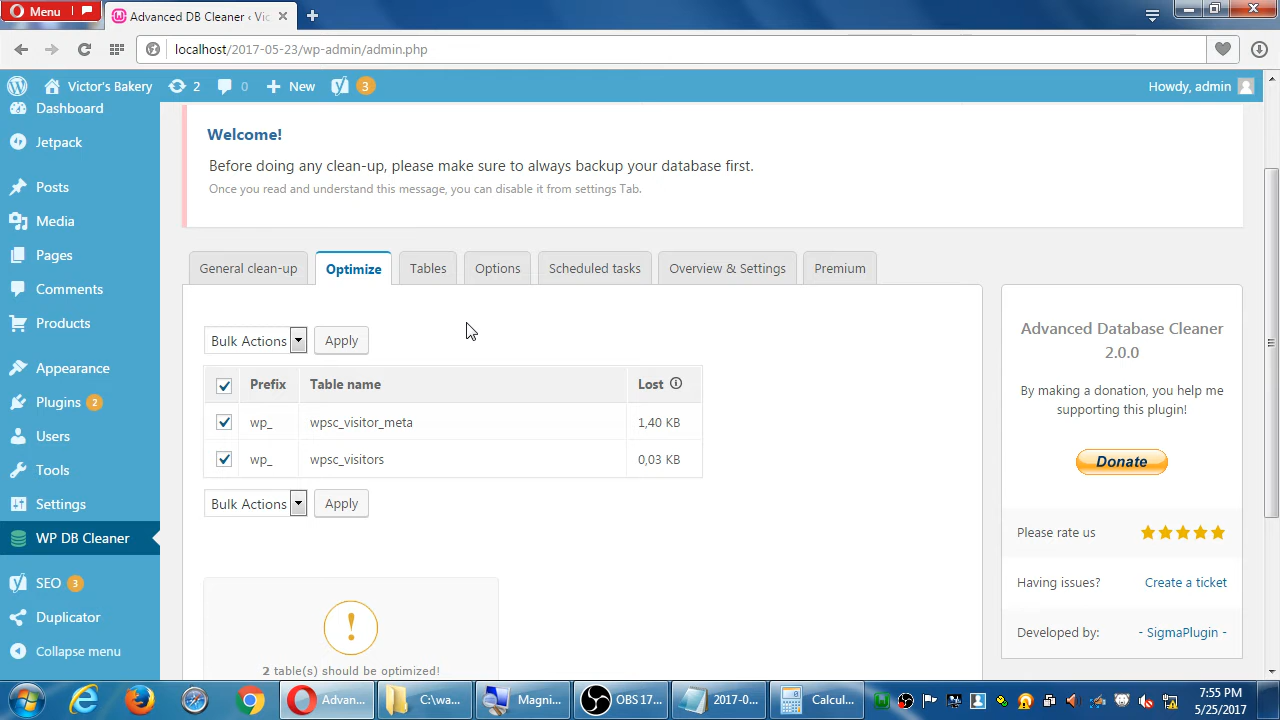 Menu
Advanced DB Cleaner ‹ Vic
localhost/2017-05-23/wp-admin/admin.php
Victor's Bakery
2
0
New
3
Howdy, admin
Dashboard
Jetpack
Posts
Media
Pages
Comments
Products
Appearance
Plugins 2
Users
Tools
Settings
WP DB Cleaner
SEO 3
Duplicator
Collapse menu
Welcome!
Before doing any clean-up, please make sure to always backup your database first.
Once you read and understand this message, you can disable it from settings Tab.
General clean-up
Optimize
Tables
Options
Scheduled tasks
Overview & Settings
Premium
Bulk Actions
Apply
Prefix Table name Lost
wp_ wpsc_visitor_meta 1,40 KB
wp_ wpsc_visitors 0,03 KB
Bulk Actions
Apply
!
2 table(s) should be optimized!
Advanced Database Cleaner
2.0.0
By making a donation, you help me
supporting this plugin!
Donate
Please rate us
Having issues? Create a ticket
Developed by: - SigmaPlugin -
Advan...
C:\wa...
Magni...
OBS 17...
2017-0...
Calcul...
7:55 PM
5/25/2017